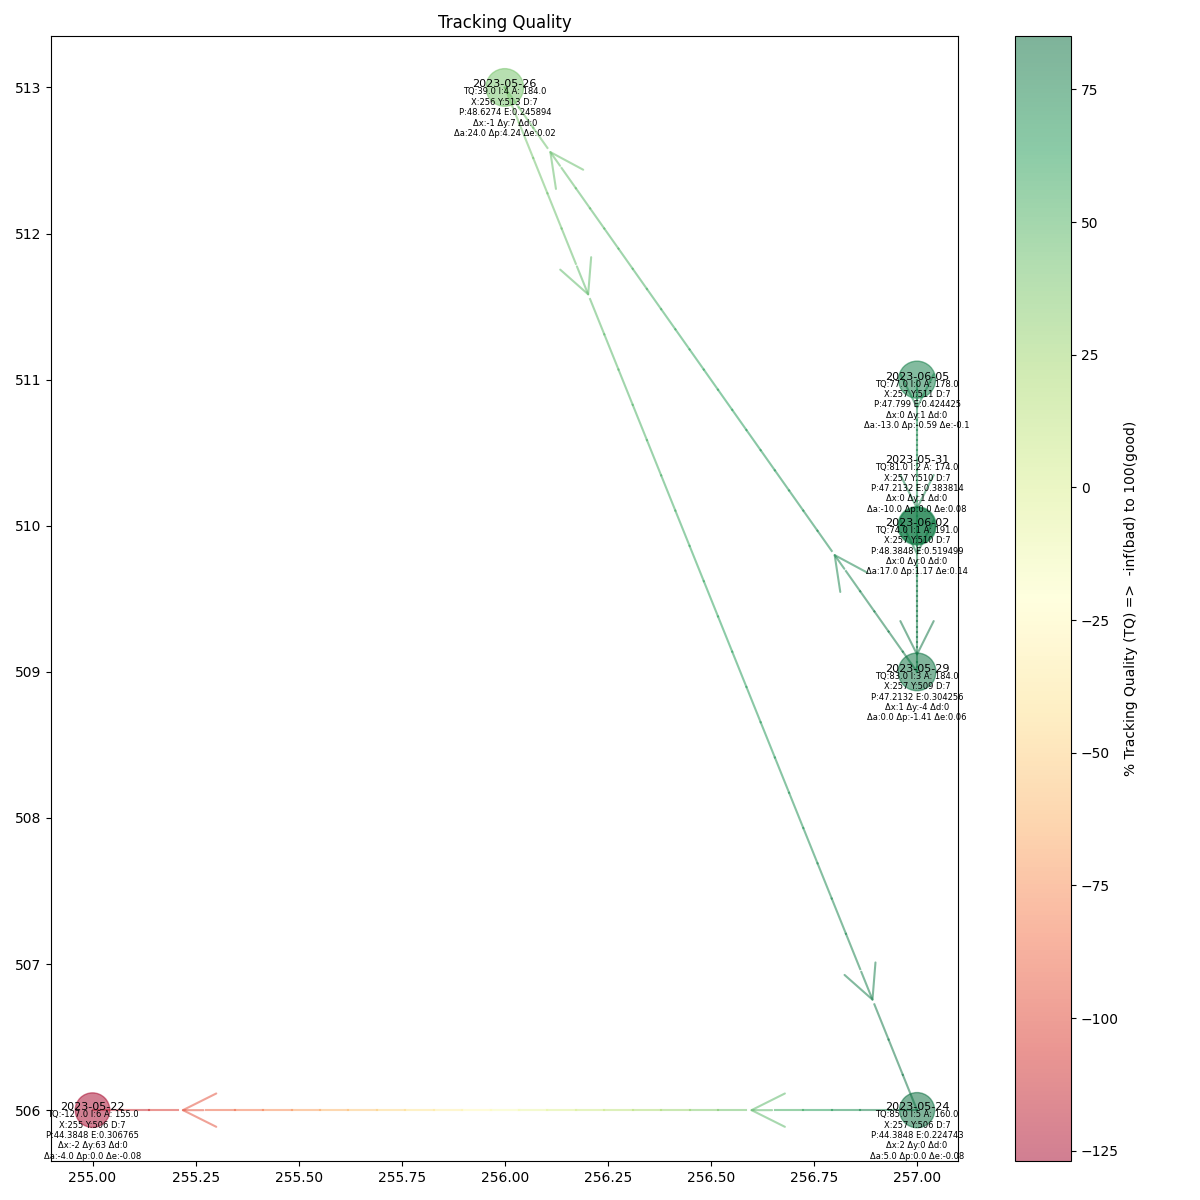 Tracking Quality
513
512
511
510
509
508
507
506
2023-05-26
TQ:39.0 I:4 A: 184.0
X:256 Y:513 D:7
P:48.6274 E:0.245894
Δx:-1 Δy:7 Δd:0
Δa:24.0 Δp:4.24 Δe:0.02
2023-06-05
TQ:77.0 I:0 A: 178.0
X:257 Y:511 D:7
P:47.799 E:0.424425
Δx:0 Δy:1 Δd:0
Δa:-13.0 Δp:-0.59 Δe:-0.1
2023-05-31
TQ:81.0 I:2 A: 174.0
X:257 Y:510 D:7
P:47.2132 E:0.383814
Δx:0 Δy:1 Δd:0
Δa:-10.0 Δp:0.0 Δe:0.08
2023-06-02
TQ:74.0 I:1 A: 191.0
X:257 Y:510 D:7
P:48.3848 E:0.519499
Δx:0 Δy:0 Δd:0
Δa:17.0 Δp:1.17 Δe:0.14
2023-05-29
TQ:83.0 I:3 A: 184.0
X:257 Y:509 D:7
P:47.2132 E:0.304256
Δx:1 Δy:-4 Δd:0
Δa:0.0 Δp:-1.41 Δe:0.06
2023-05-22
TQ:-127.0 I:6 A: 155.0
X:255 Y:506 D:7
P:44.3848 E:0.306765
Δx:-2 Δy:63 Δd:0
Δa:-4.0 Δp:0.0 Δe:-0.08
2023-05-24
TQ:85.0 I:5 A: 160.0
X:257 Y:506 D:7
P:44.3848 E:0.224743
Δx:2 Δy:0 Δd:0
Δa:5.0 Δp:0.0 Δe:-0.08
255.00
255.25
255.50
255.75
256.00
256.25
256.50
256.75
257.00
75
50
25
0
−25
−50
−75
−100
−125
% Tracking Quality (TQ) => -inf(bad) to 100(good)